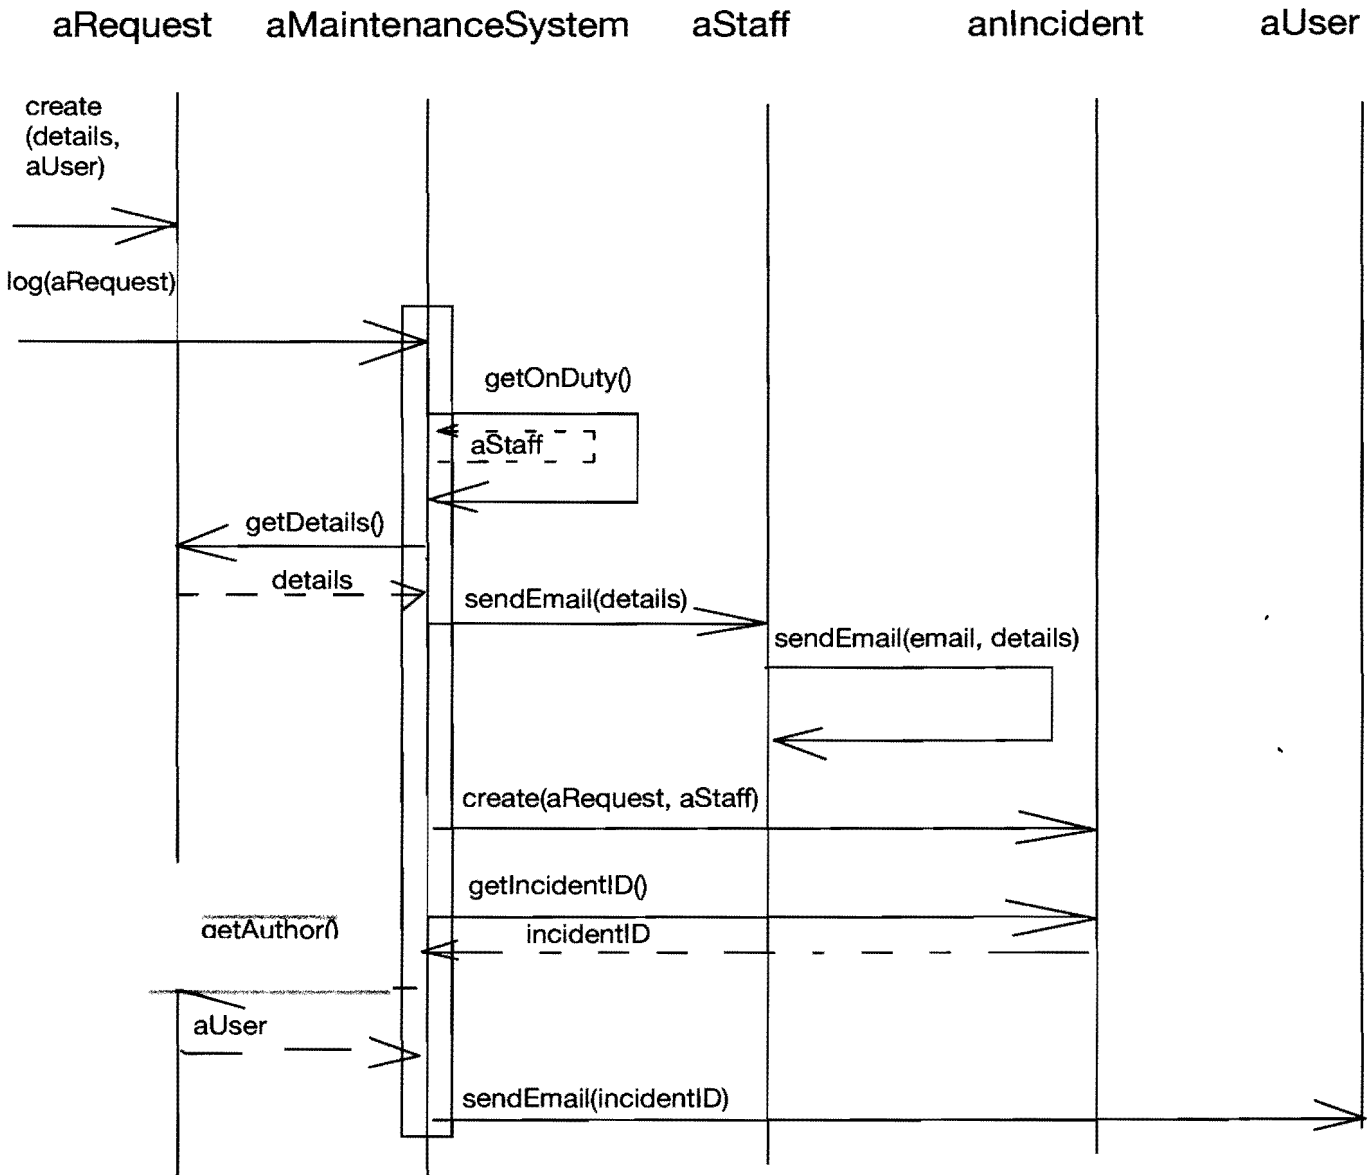 aRequest aMaintenanceSystem aStaff anIncident aUser
create
(details,
aUser)
log(aRequest)
getOnDuty()
aStaff
getDetails()
details
sendEmail(details)
sendEmail(email, details)
create(aRequest, aStaff)
getIncidentID()
getAuthor()
incidentID
aUser
sendEmail(incidentID)